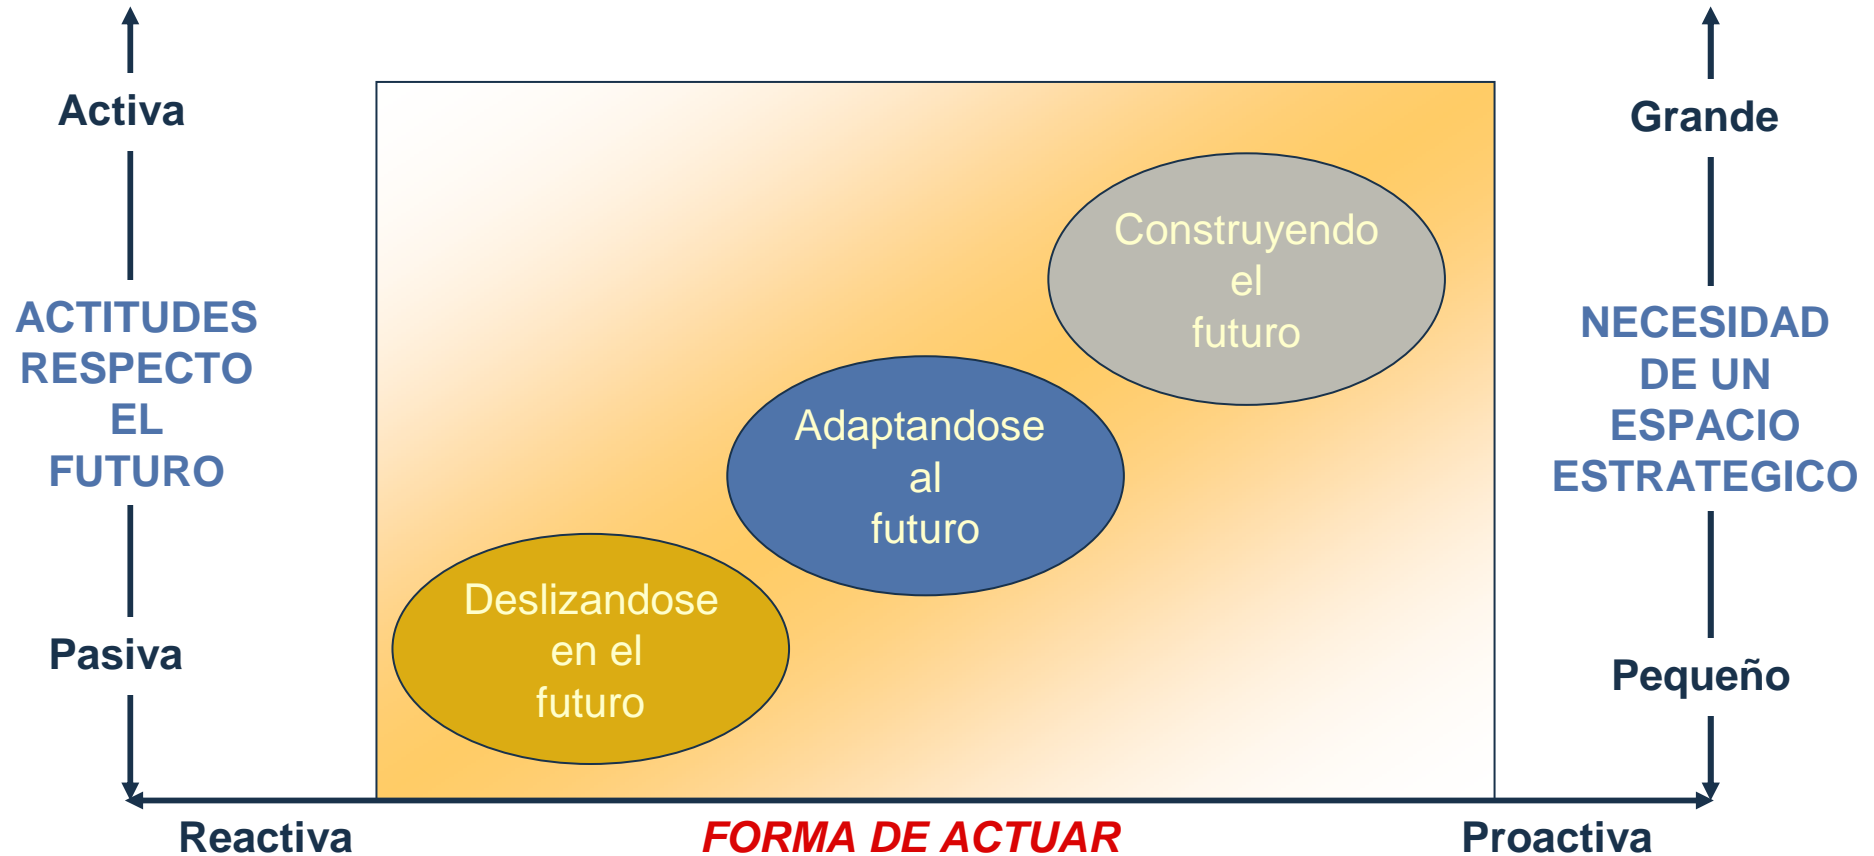 Activa
ACTITUDES
RESPECTO
EL
FUTURO
Pasiva
Construyendo
el
futuro
Adaptandose
al
futuro
Deslizandose
en el
futuro
Grande
NECESIDAD
DE UN
ESPACIO
ESTRATEGICO
Pequeño
Reactiva
FORMA DE ACTUAR
Proactiva